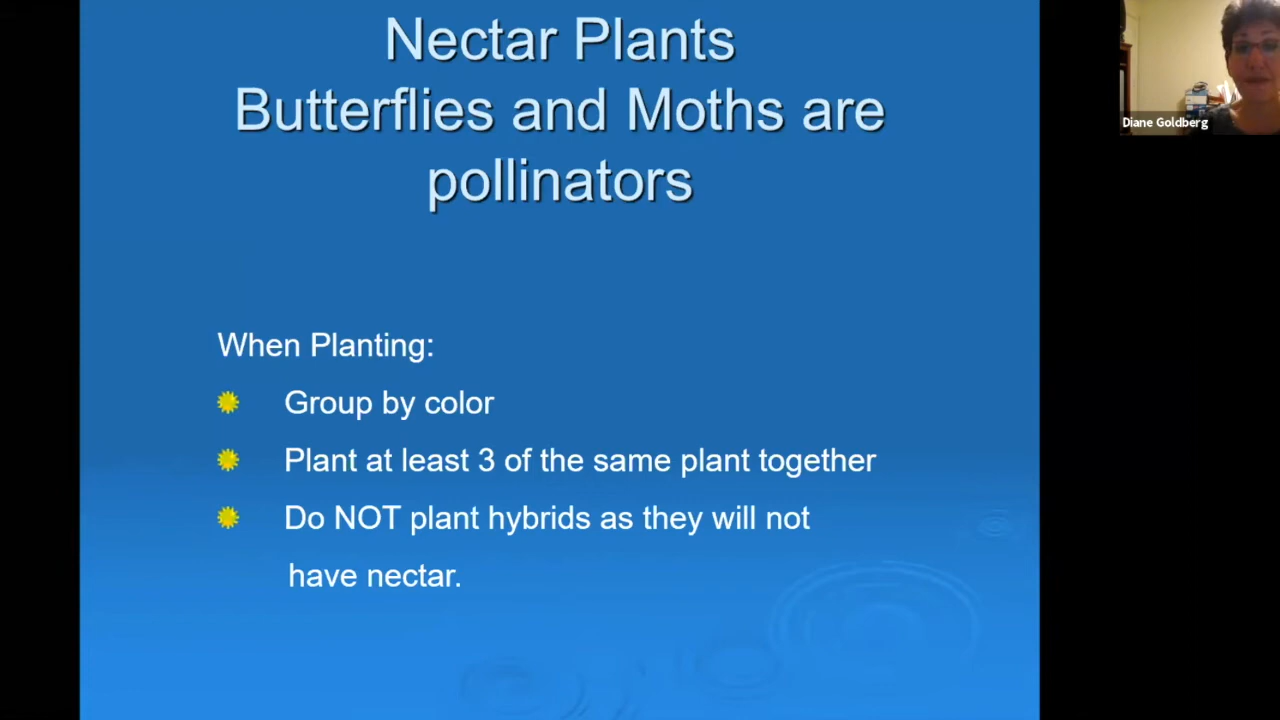 Nectar Plants
Butterflies and Moths are
pollinators
Diane Goldberg
When Planting:
Group by color
Plant at least 3 of the same plant together
Do NOT plant hybrids as they will not
have nectar.